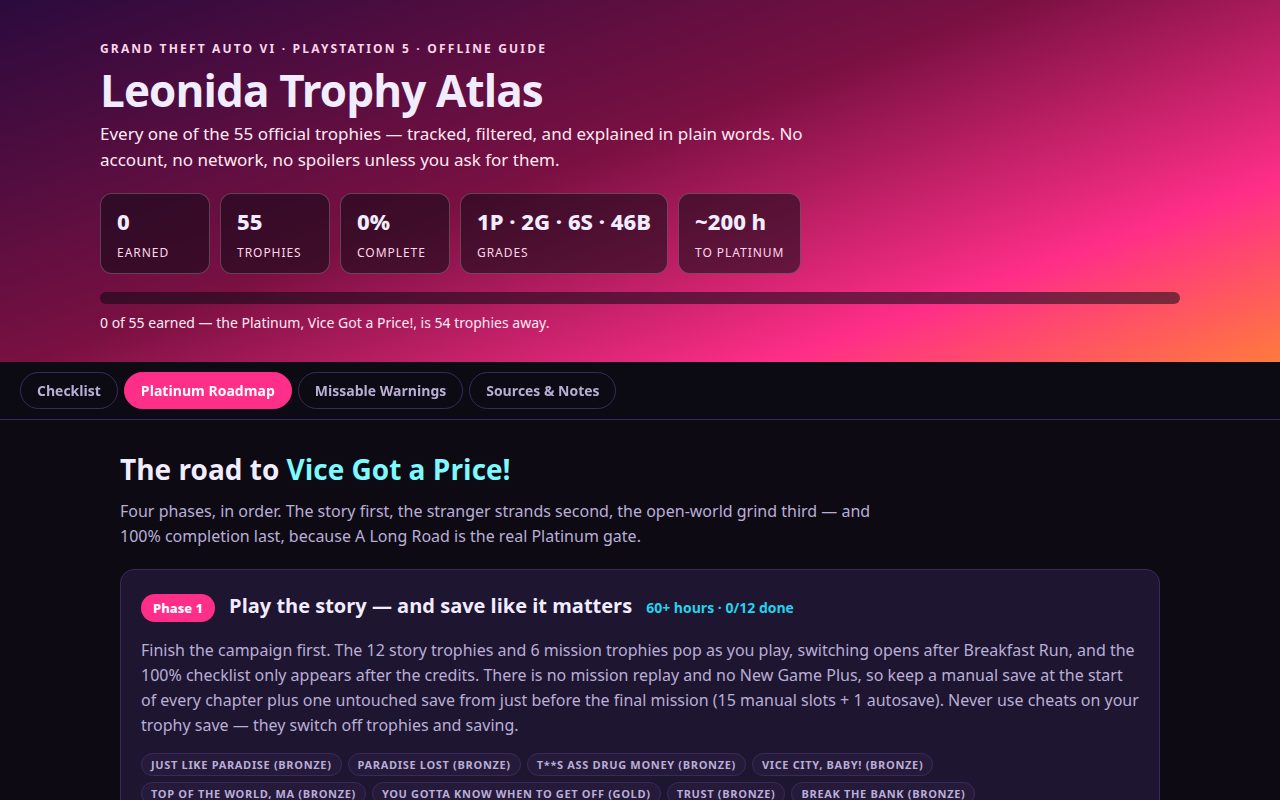 GRAND THEFT AUTO VI · PLAYSTATION 5 · OFFLINE GUIDE
Leonida Trophy Atlas
Every one of the 55 official trophies — tracked, filtered, and explained in plain words. No
account, no network, no spoilers unless you ask for them.
0
EARNED
55
TROPHIES
0%
COMPLETE
1P · 2G · 6S · 46B
GRADES
~200 h
TO PLATINUM
0 of 55 earned — the Platinum, Vice Got a Price!, is 54 trophies away.
Checklist
Platinum Roadmap
Missable Warnings
Sources & Notes
The road to Vice Got a Price!
Four phases, in order. The story first, the stranger strands second, the open-world grind third — and
100% completion last, because A Long Road is the real Platinum gate.
Phase 1
Play the story — and save like it matters
60+ hours · 0/12 done
Finish the campaign first. The 12 story trophies and 6 mission trophies pop as you play, switching opens after Breakfast Run, and the
100% checklist only appears after the credits. There is no mission replay and no New Game Plus, so keep a manual save at the start
of every chapter plus one untouched save from just before the final mission (15 manual slots + 1 autosave). Never use cheats on your
trophy save — they switch off trophies and saving.
JUST LIKE PARADISE (BRONZE)
PARADISE LOST (BRONZE)
T**S ASS DRUG MONEY (BRONZE)
VICE CITY, BABY! (BRONZE)
TOP OF THE WORLD, MA (BRONZE)
YOU GOTTA KNOW WHEN TO GET OFF (GOLD)
TRUST (BRONZE)
BREAK THE BANK (BRONZE)